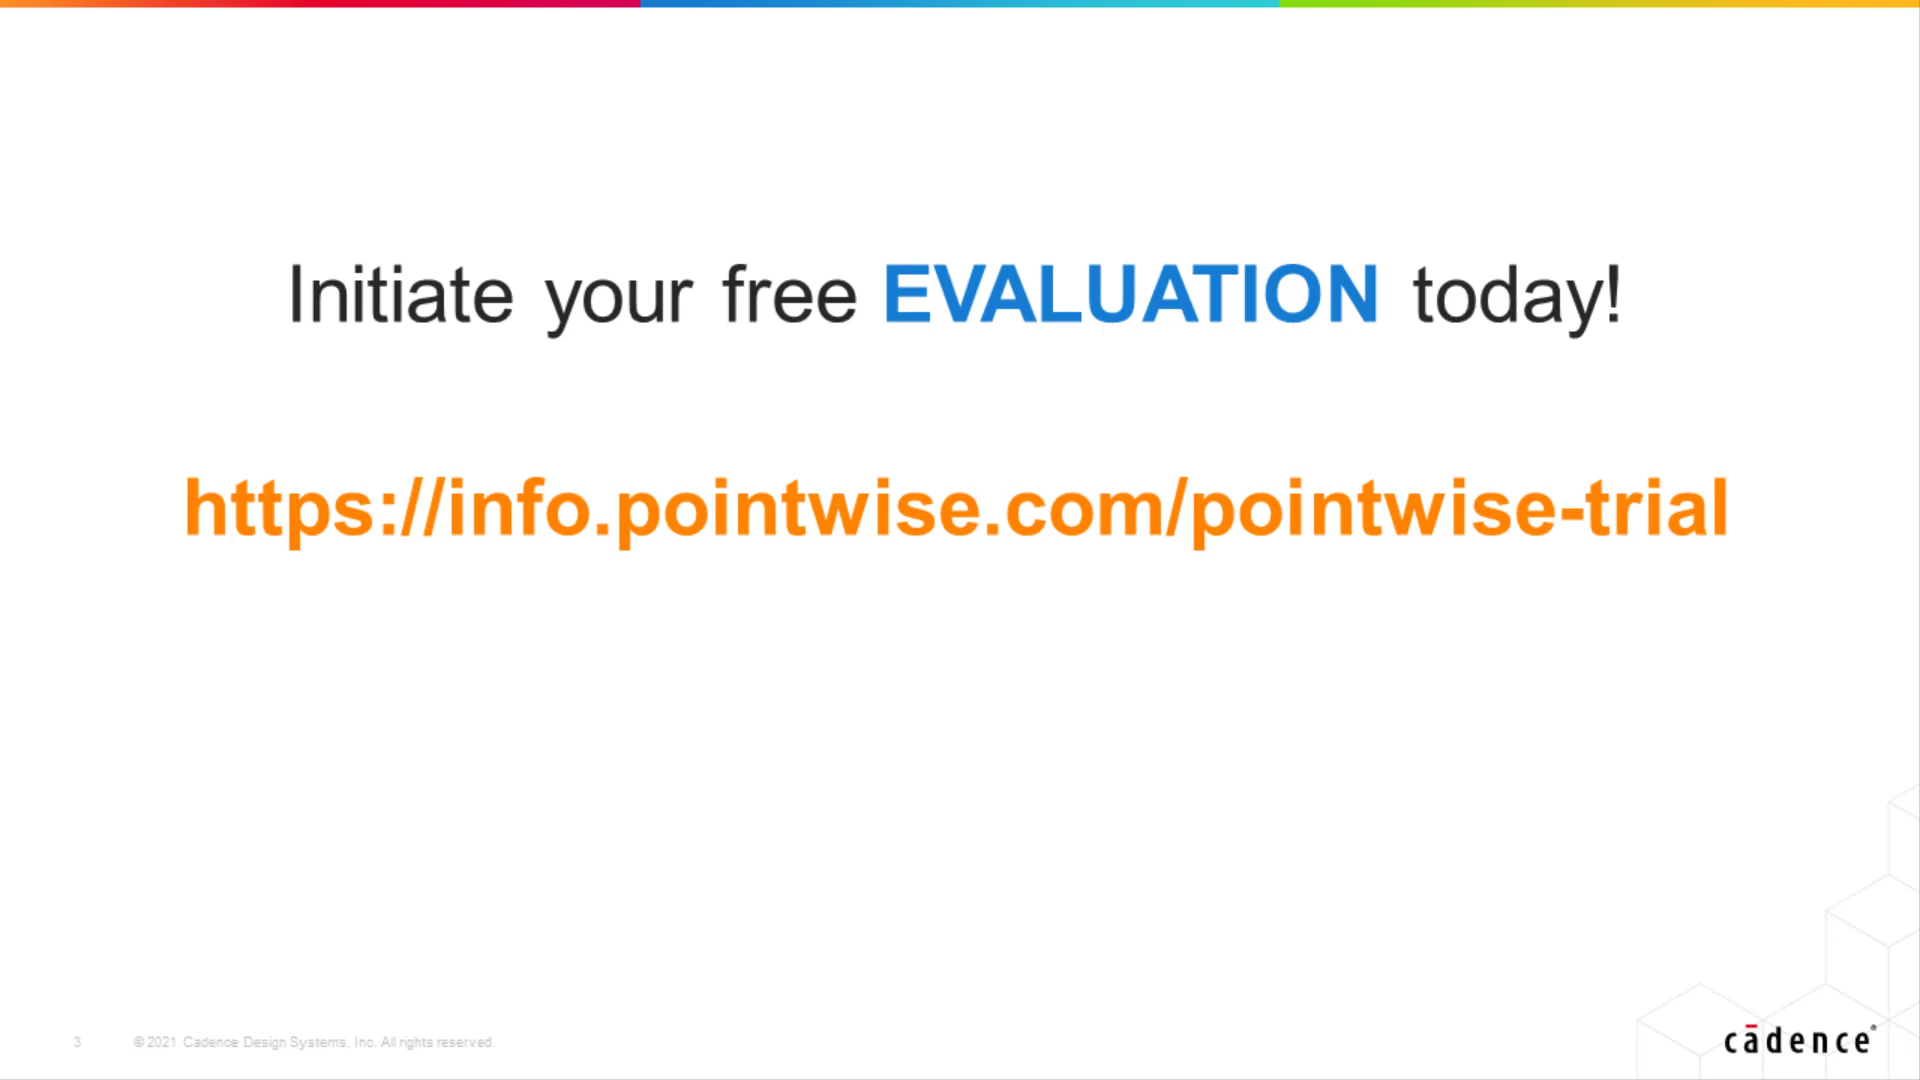 Initiate your free EVALUATION today!
https://info.pointwise.com/pointwise-trial
3 © 2021 Cadence Design Systems, Inc. All rights reserved.
cādence®